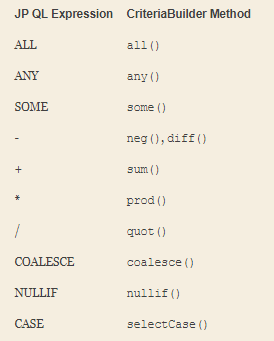 JP QL Expression CriteriaBuilder Method
ALL all()
ANY any()
SOME some()
- neg(), diff()
+ sum()
* prod()
/ quot()
COALESCE coalesce()
NULLIF nullif()
CASE selectCase()